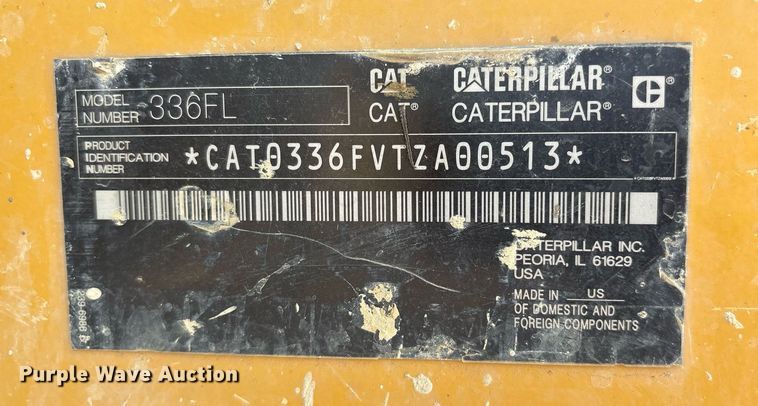 MODEL NUMBER 336FL
CAT CATERPILLAR®
CAT® CATERPILLAR®
PRODUCT IDENTIFICATION NUMBER *CAT0336FVTZA00513*
CATERPILLAR INC.
PEORIA, IL 61629
USA
MADE IN US
OF DOMESTIC AND
FOREIGN COMPONENTS
Purple Wave Auction